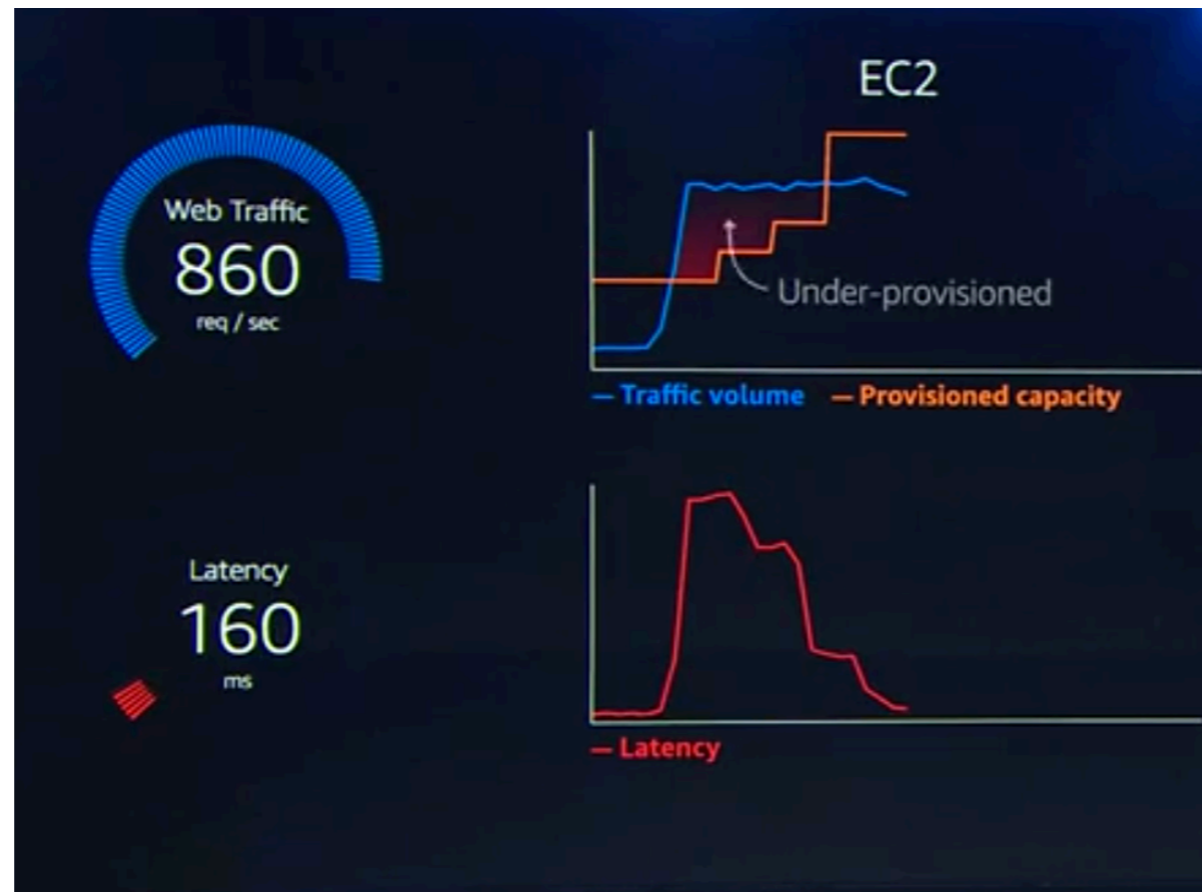 EC2
Web Traffic
860
req / sec
Under-provisioned
— Traffic volume — Provisioned capacity
Latency
160
ms
— Latency